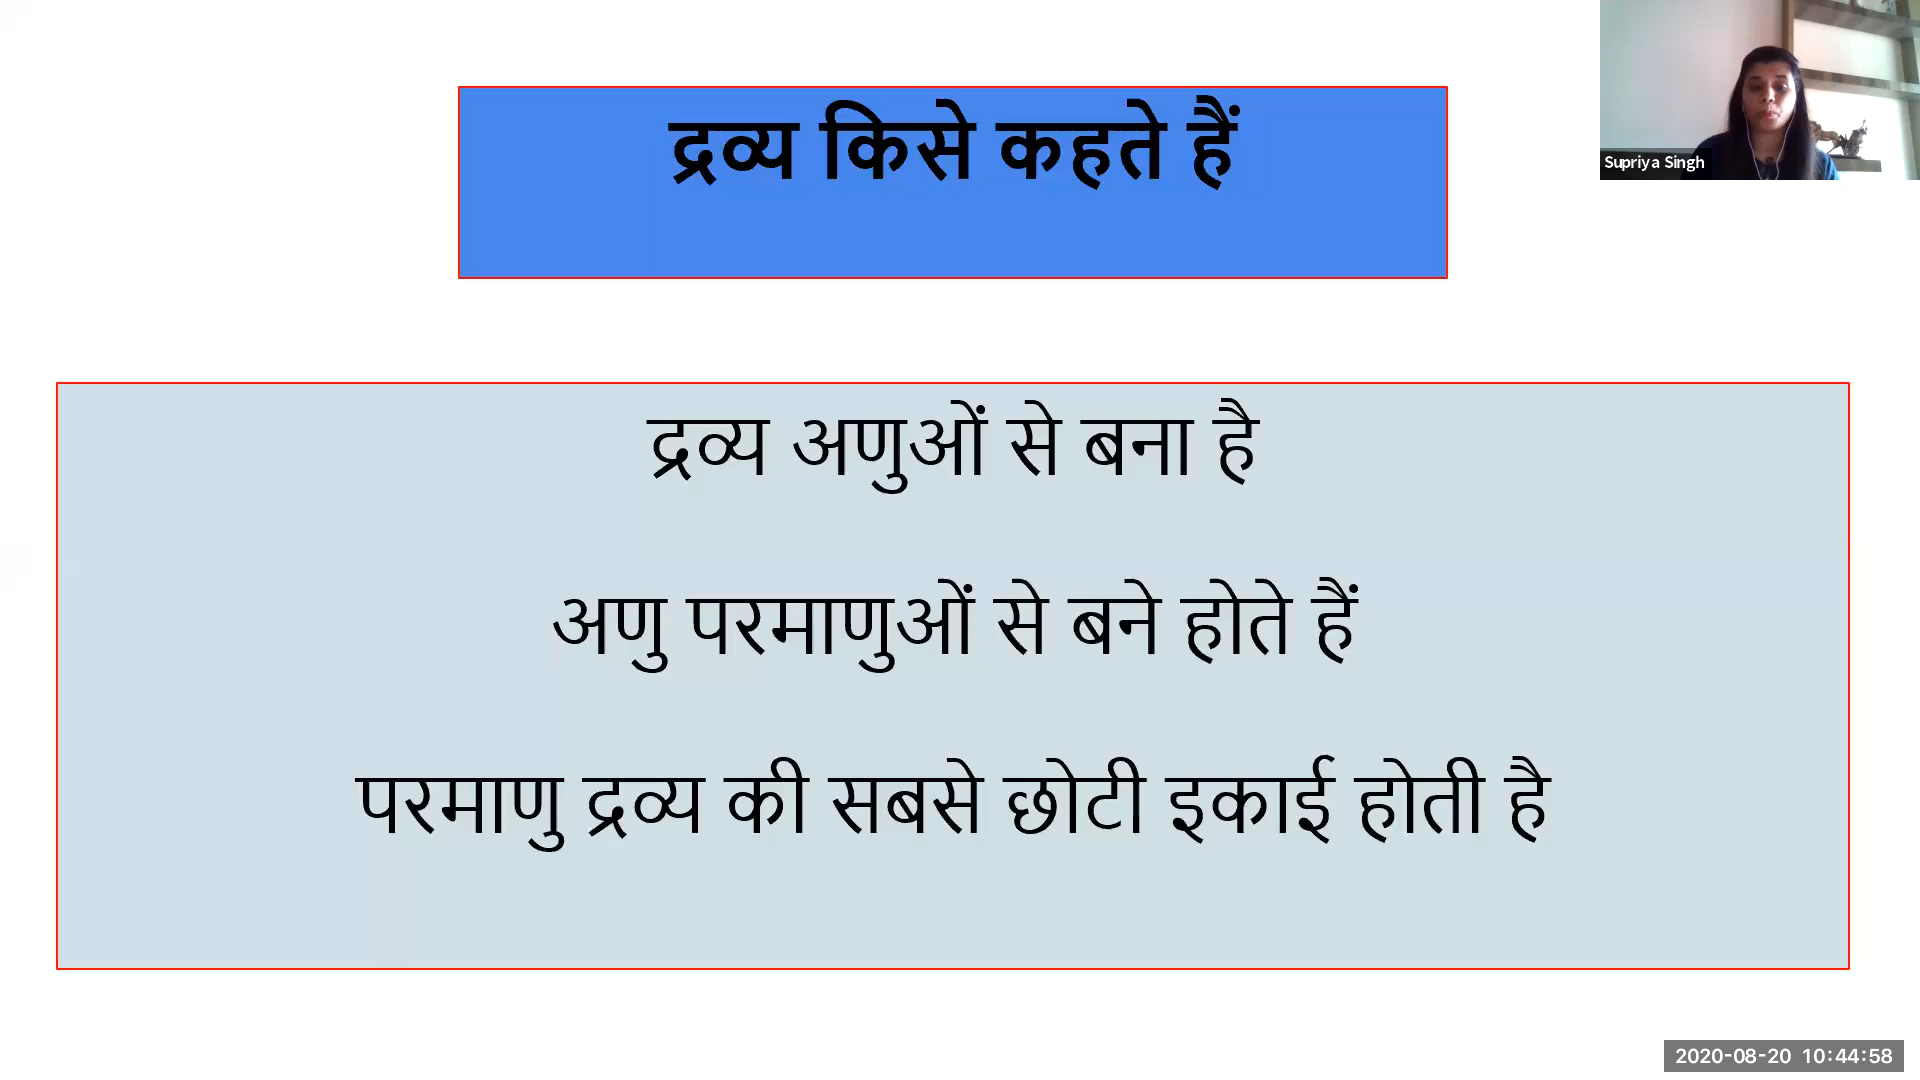 द्रव्य किसे कहते हैं
Supriya Singh
द्रव्य अणुओं से बना है
अणु परमाणुओं से बने होते हैं
परमाणु द्रव्य की सबसे छोटी इकाई होती है
2020-08-20 10:44:58